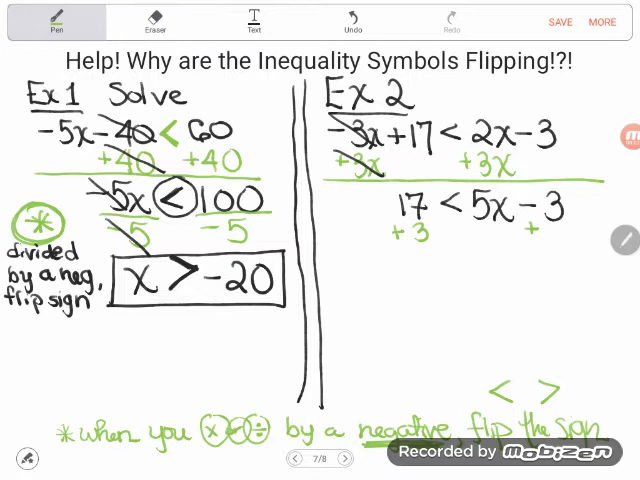 Pen Eraser Text Undo Redo SAVE MORE
Help! Why are the Inequality Symbols Flipping!?!
Ex 1 Solve
-5x - 40 < 60
+40 +40
-5x < 100
-5 -5
* divided
by a neg,
flip sign
x > -20
Ex 2
-3x + 17 < 2x - 3
+3x +3x
17 < 5x - 3
+3 +
< >
*when you × or ÷ by a negative, flip the sign
7/8
Recorded by
mobizen